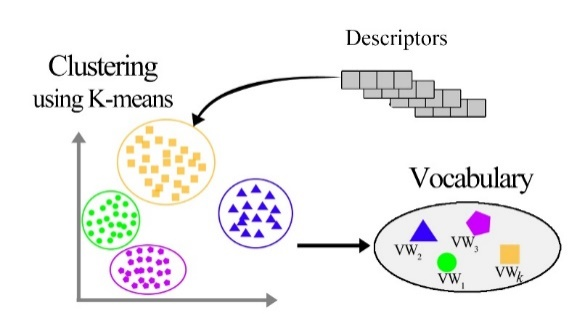 Descriptors
Clustering
using K-means
Vocabulary
VW₂
VW₃
VW₁
VWk